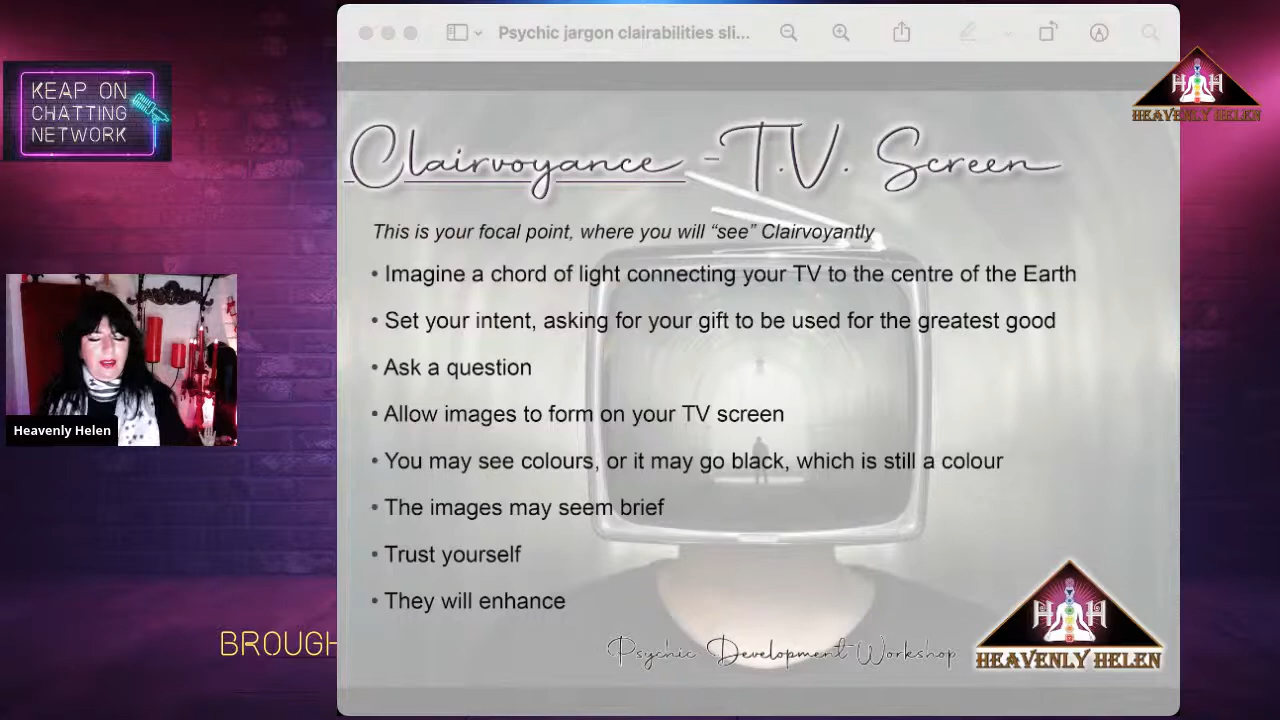 Psychic jargon clairabilities sli...
KEAP ON
CHATTING
NETWORK
H H
HEAVENLY HELEN
Clairvoyance - T.V. Screen
This is your focal point, where you will “see” Clairvoyantly
• Imagine a chord of light connecting your TV to the centre of the Earth
• Set your intent, asking for your gift to be used for the greatest good
• Ask a question
• Allow images to form on your TV screen
• You may see colours, or it may go black, which is still a colour
• The images may seem brief
• Trust yourself
• They will enhance
Heavenly Helen
BROUGH
Psychic Development Workshop
H H
HEAVENLY HELEN